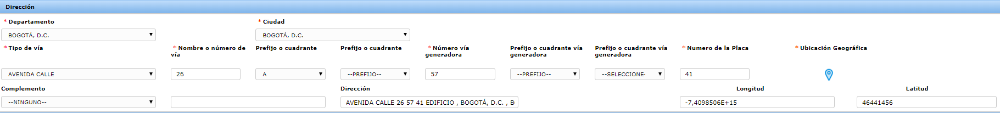 Dirección
* Departamento * Ciudad
BOGOTÁ, D.C. BOGOTÁ, D.C.
* Tipo de vía * Nombre o número de vía Prefijo o cuadrante Prefijo o cuadrante * Número vía generadora Prefijo o cuadrante vía generadora Prefijo o cuadrante vía generadora * Numero de la Placa * Ubicación Geográfica
AVENIDA CALLE 26 A --PREFIJO-- 57 --PREFIJO-- --SELECCIONE- 41
Complemento Dirección Longitud Latitud
--NINGUNO-- AVENIDA CALLE 26 57 41 EDIFICIO , BOGOTÁ, D.C. , B -7,4098506E+15 46441456